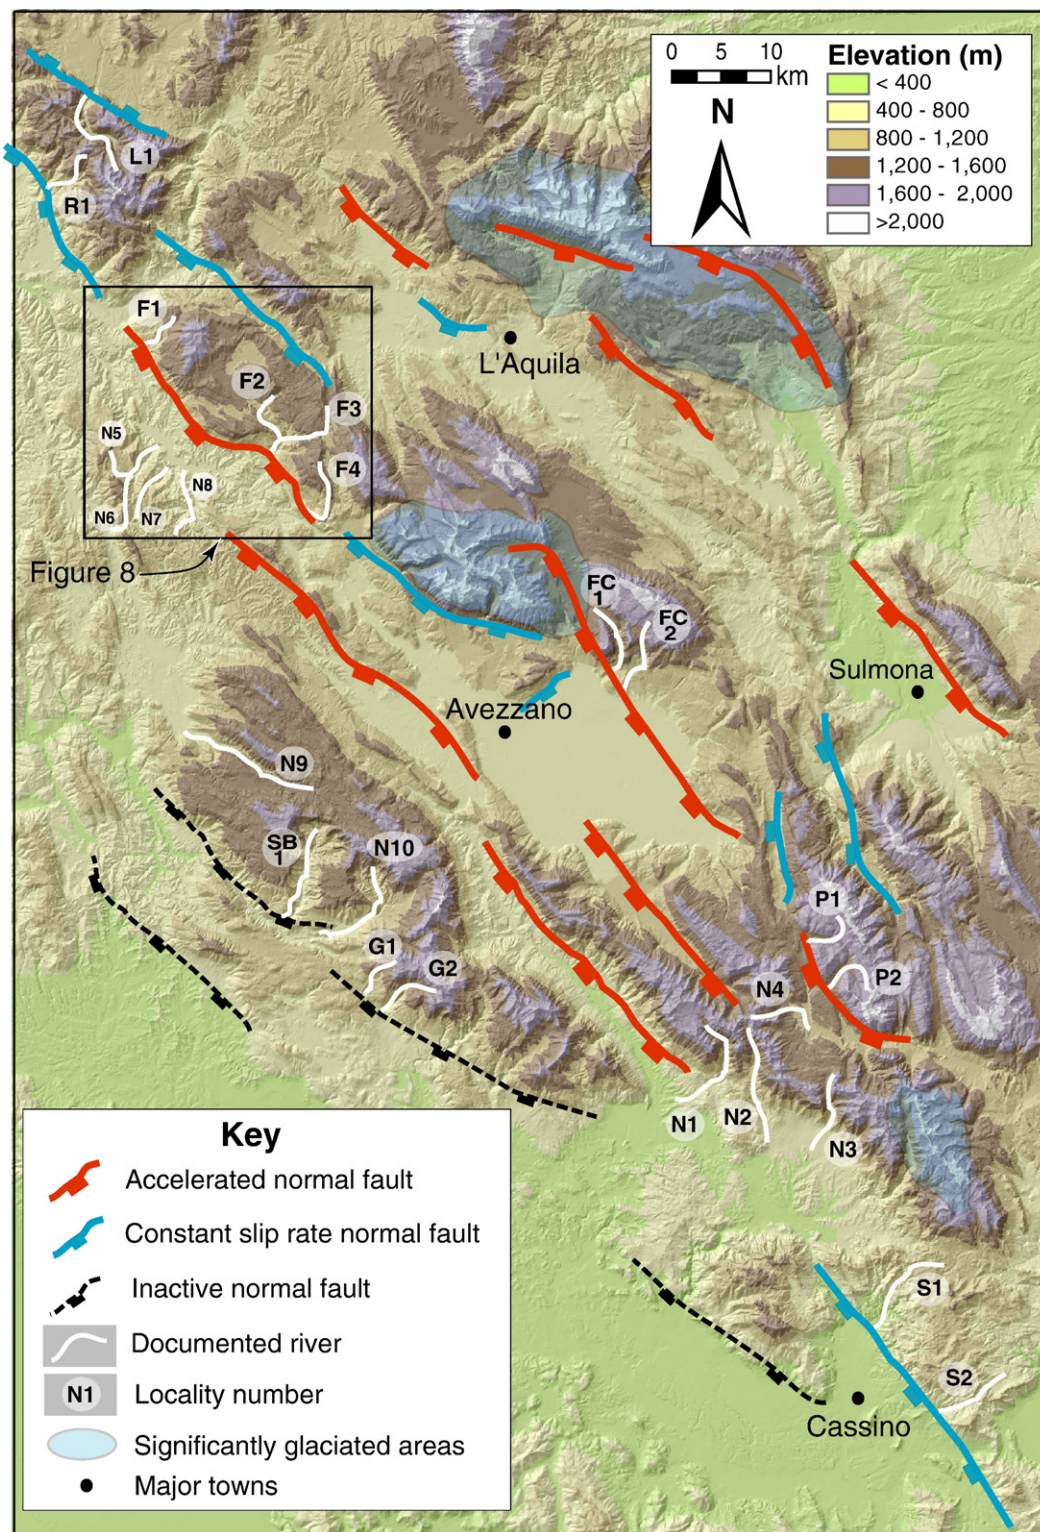 0 5 10
km
N
Elevation (m)
< 400
400 - 800
800 - 1,200
1,200 - 1,600
1,600 - 2,000
>2,000
L1
R1
F1
L'Aquila
F2
F3
N5
F4
N8
N6
N7
Figure 8
FC
1
FC
2
Sulmona
Avezzano
N9
SB
1
N10
P1
G1
G2
P2
N4
N1
N2
N3
Key
Accelerated normal fault
Constant slip rate normal fault
Inactive normal fault
Documented river
N1
Locality number
Significantly glaciated areas
Major towns
S1
S2
Cassino